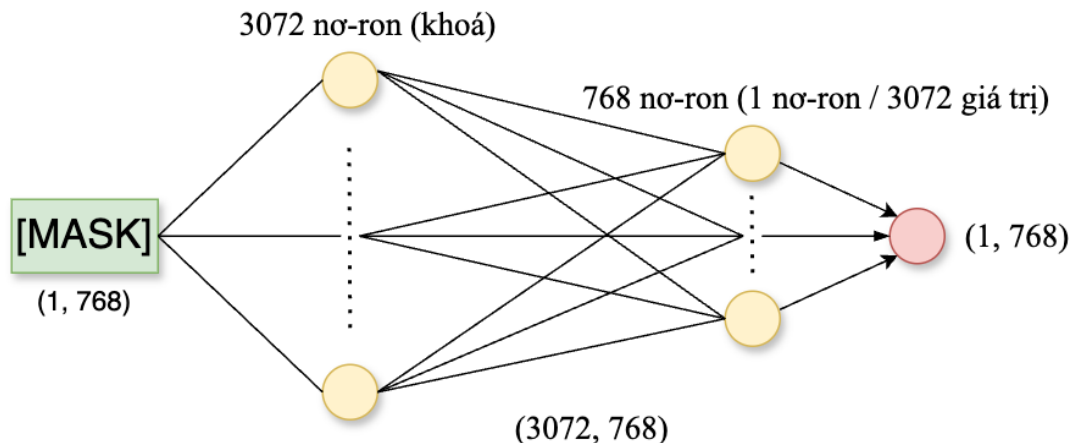 3072 nơ-ron (khoá)
768 nơ-ron (1 nơ-ron / 3072 giá trị)
[MASK]
(1, 768)
(1, 768)
(3072, 768)